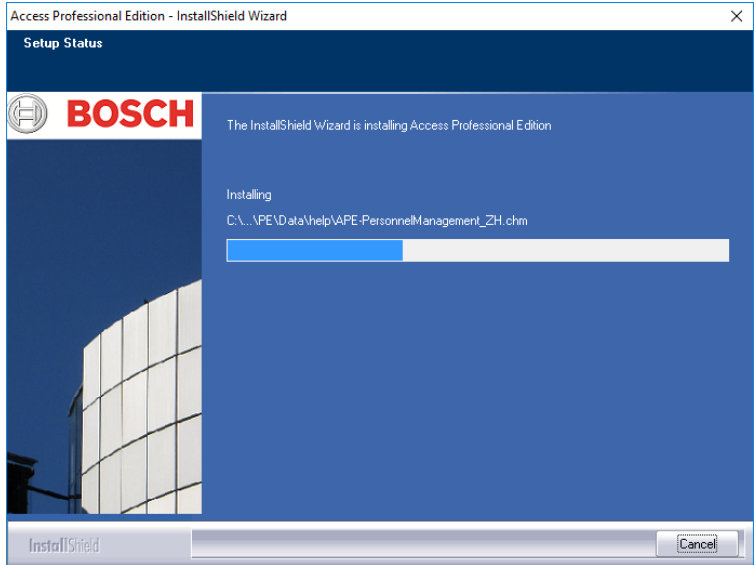 Access Professional Edition - InstallShield Wizard
Setup Status
BOSCH
The InstallShield Wizard is installing Access Professional Edition
Installing
C:\...\PE\Data\help\APE-PersonnelManagement_ZH.chm
InstallShield
Cancel